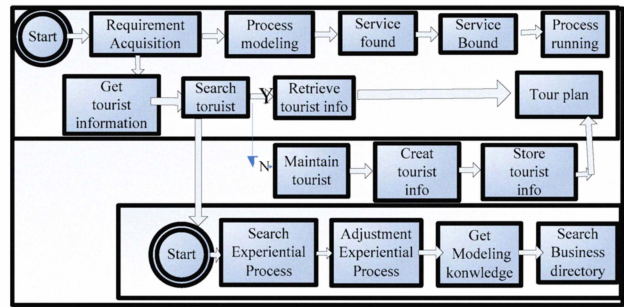 Start
Requirement
Acquisition
Process
modeling
Service
found
Service
Bound
Process
running
Get
tourist
information
Search
toruist
Y
Retrieve
tourist info
Tour plan
N
Maintain
tourist
Creat
tourist
info
Store
tourist
info
Start
Search
Experiential
Process
Adjustment
Experiential
Process
Get
Modeling
konwledge
Search
Business
directory